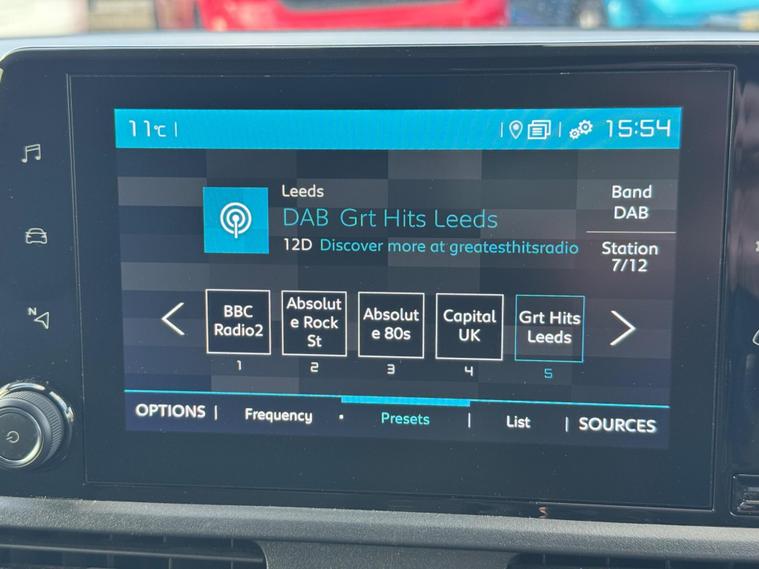 11°C
15:54
Leeds
DAB Grt Hits Leeds
12D Discover more at greatesthitsradio
Band
DAB
Station
7/12
BBC
Radio2
1
Absolut
e Rock
St
2
Absolut
e 80s
3
Capital
UK
4
Grt Hits
Leeds
5
OPTIONS
Frequency
Presets
List
SOURCES
N